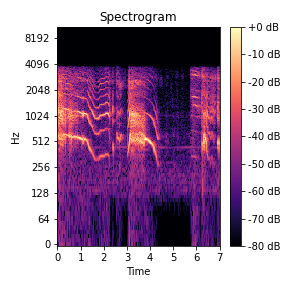 Spectrogram
8192
4096
2048
1024
512
256
128
64
0
Hz
0 1 2 3 4 5 6 7
Time
+0 dB
-10 dB
-20 dB
-30 dB
-40 dB
-50 dB
-60 dB
-70 dB
-80 dB